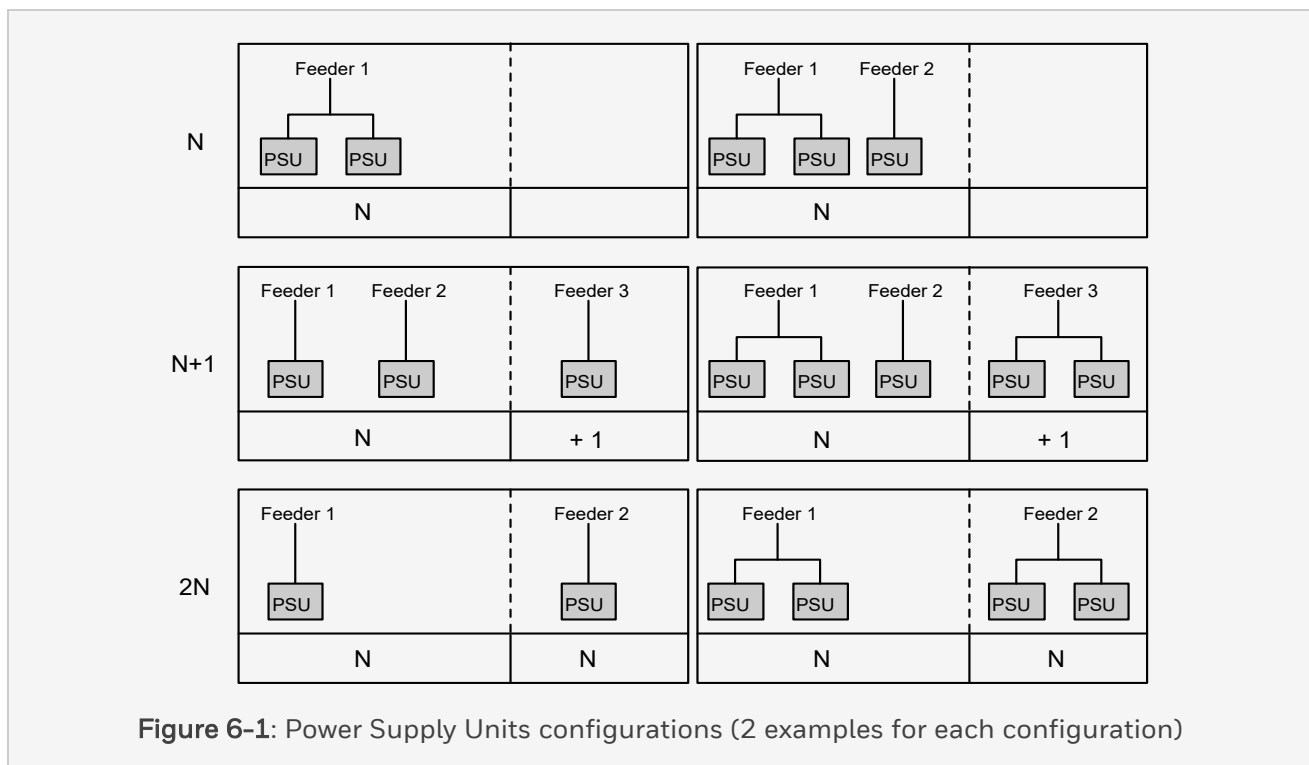 Feeder 1
Feeder 1 Feeder 2
N
PSU PSU
PSU PSU PSU
N
N
Feeder 1 Feeder 2 Feeder 3
Feeder 1 Feeder 2 Feeder 3
N+1
PSU PSU PSU
PSU PSU PSU PSU PSU
N + 1
N + 1
Feeder 1 Feeder 2
Feeder 1 Feeder 2
2N
PSU PSU
PSU PSU PSU PSU
N N
N N
Figure 6-1: Power Supply Units configurations (2 examples for each configuration)